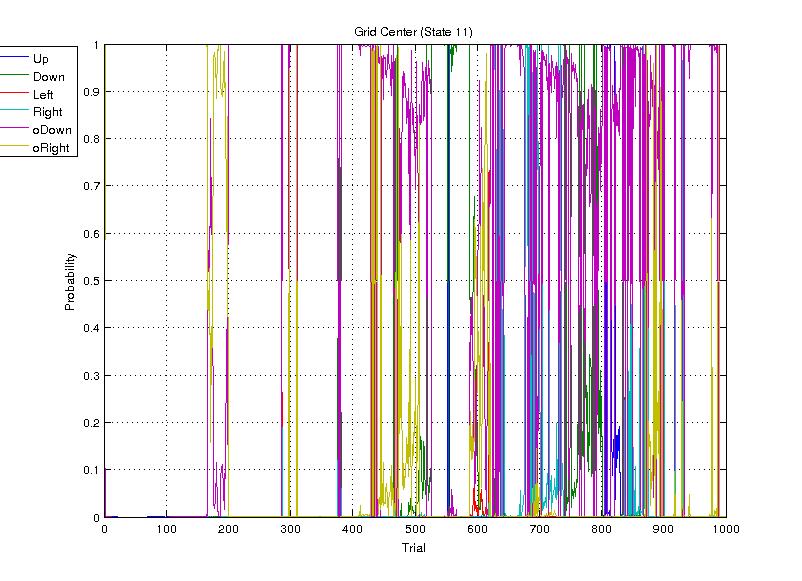 Grid Center (State 11)
Up
Down
Left
Right
oDown
oRight
1
0.9
0.8
0.7
0.6
0.5
0.4
0.3
0.2
0.1
0
Probability
0 100 200 300 400 500 600 700 800 900 1000
Trial